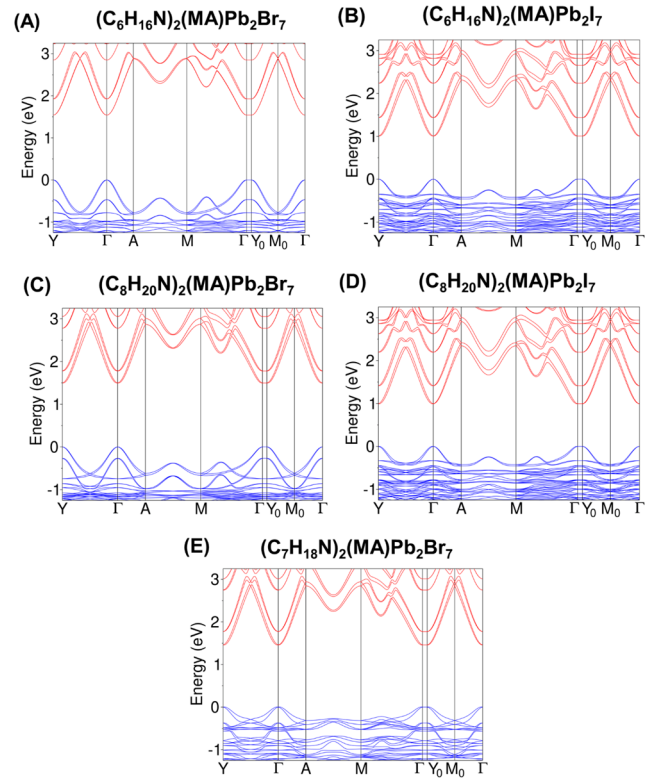 (A) (C₆H₁₆N)₂(MA)Pb₂Br₇
Energy (eV)
3
2
1
0
-1
Y Γ A M Γ Y₀ M₀ Γ
(B) (C₆H₁₆N)₂(MA)Pb₂I₇
Energy (eV)
3
2
1
0
-1
Y Γ A M Γ Y₀ M₀ Γ
(C) (C₈H₂₀N)₂(MA)Pb₂Br₇
Energy (eV)
3
2
1
0
-1
Y Γ A M Γ Y₀ M₀ Γ
(D) (C₈H₂₀N)₂(MA)Pb₂I₇
Energy (eV)
3
2
1
0
-1
Y Γ A M Γ Y₀ M₀ Γ
(E) (C₇H₁₈N)₂(MA)Pb₂Br₇
Energy (eV)
3
2
1
0
-1
Y Γ A M Γ Y₀ M₀ Γ